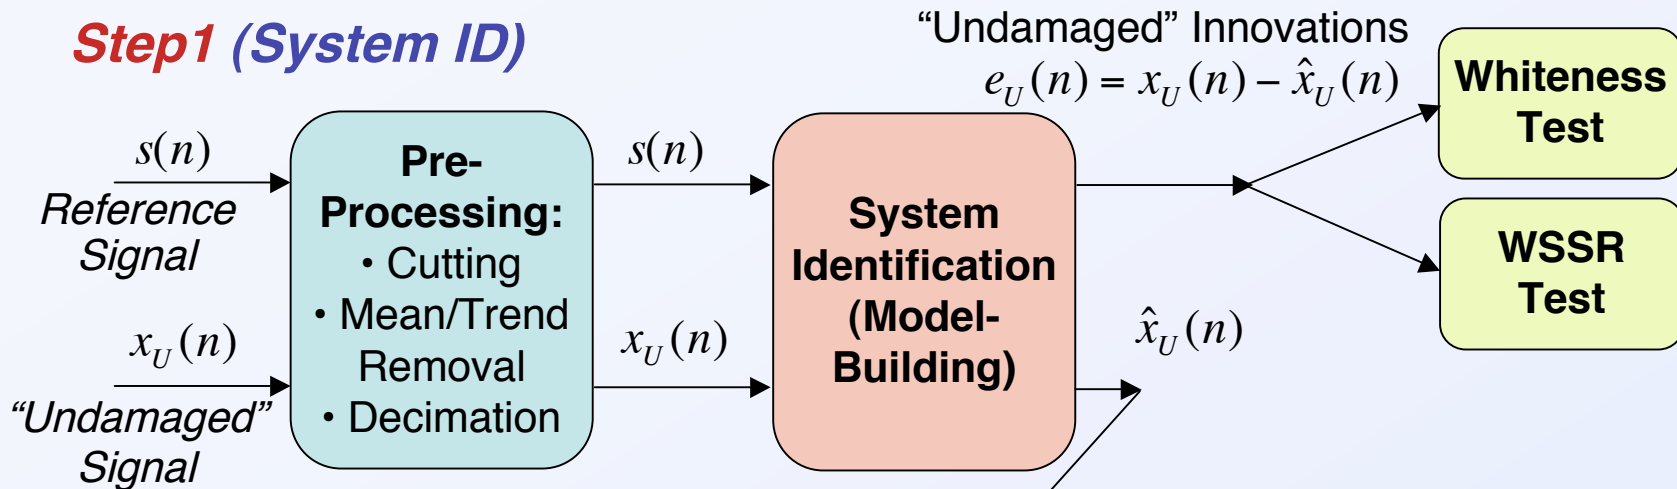 Step1 (System ID)
“Undamaged” Innovations
e_U(n) = x_U(n) − x̂_U(n)
s(n)
Reference
Signal
x_U(n)
“Undamaged”
Signal
Pre-
Processing:
• Cutting
• Mean/Trend
Removal
• Decimation
s(n)
x_U(n)
System
Identification
(Model-
Building)
x̂_U(n)
Whiteness
Test
WSSR
Test